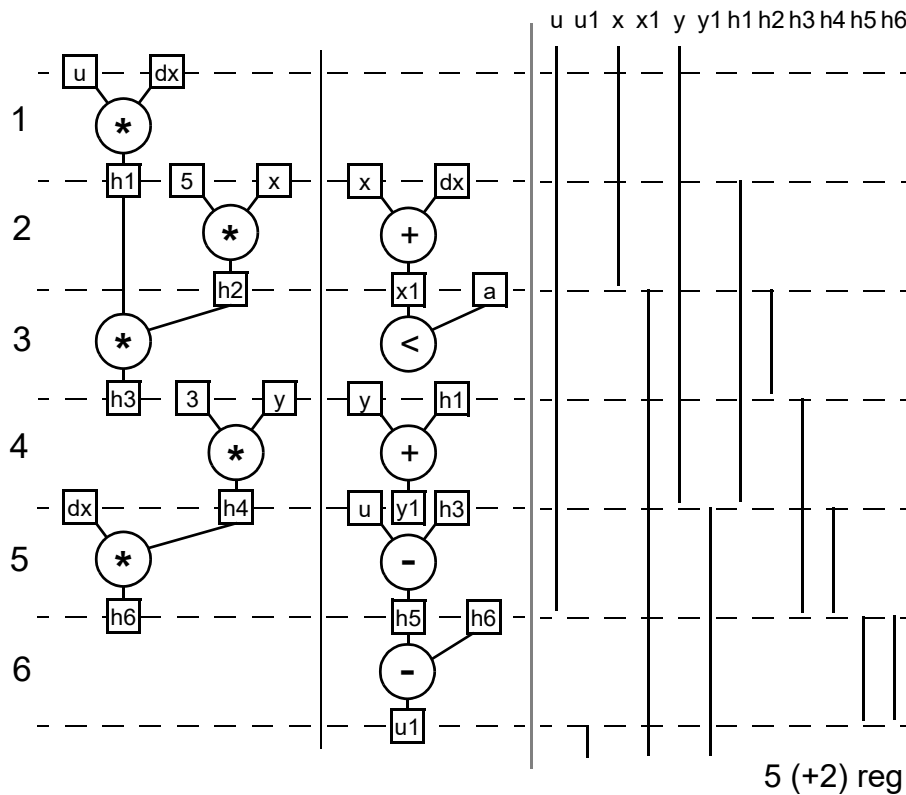 u u1 x x1 y y1 h1 h2 h3 h4 h5 h6
u dx
1
*
h1 5 x x dx
2
* +
h2 x1 a
3
* <
h3 3 y y h1
4
* +
dx h4 u y1 h3
5
* -
h6 h5 h6
6
-
u1
5 (+2) reg